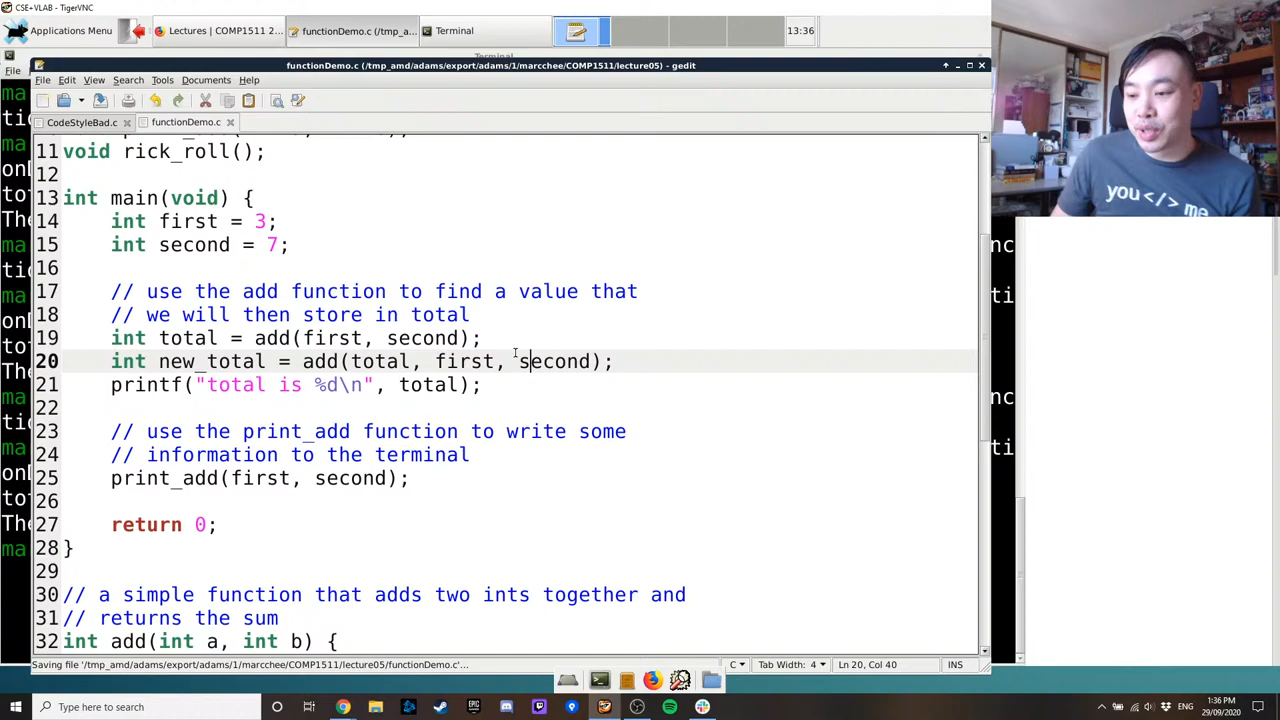 CSE+VLAB - TigerVNC
Applications Menu
Lectures | COMP1511 2...
functionDemo.c (/tmp_a...
Terminal
13:36
Terminal
File
functionDemo.c (/tmp_amd/adams/export/adams/1/marcchee/COMP1511/lecture05) - gedit
File Edit View Search Tools Documents Help
CodeStyleBad.c
functionDemo.c
11 void rick_roll();
12
13 int main(void) {
14 int first = 3;
15 int second = 7;
16
17 // use the add function to find a value that
18 // we will then store in total
19 int total = add(first, second);
20 int new_total = add(total, first, second);
21 printf("total is %d\n", total);
22
23 // use the print_add function to write some
24 // information to the terminal
25 print_add(first, second);
26
27 return 0;
28 }
29
30 // a simple function that adds two ints together and
31 // returns the sum
32 int add(int a, int b) {
Saving file '/tmp_amd/adams/export/adams/1/marcchee/COMP1511/lecture05/functionDemo.c'...
C
Tab Width: 4
Ln 20, Col 40
INS
you </> me
Type here to search
ENG
1:36 PM
29/09/2020